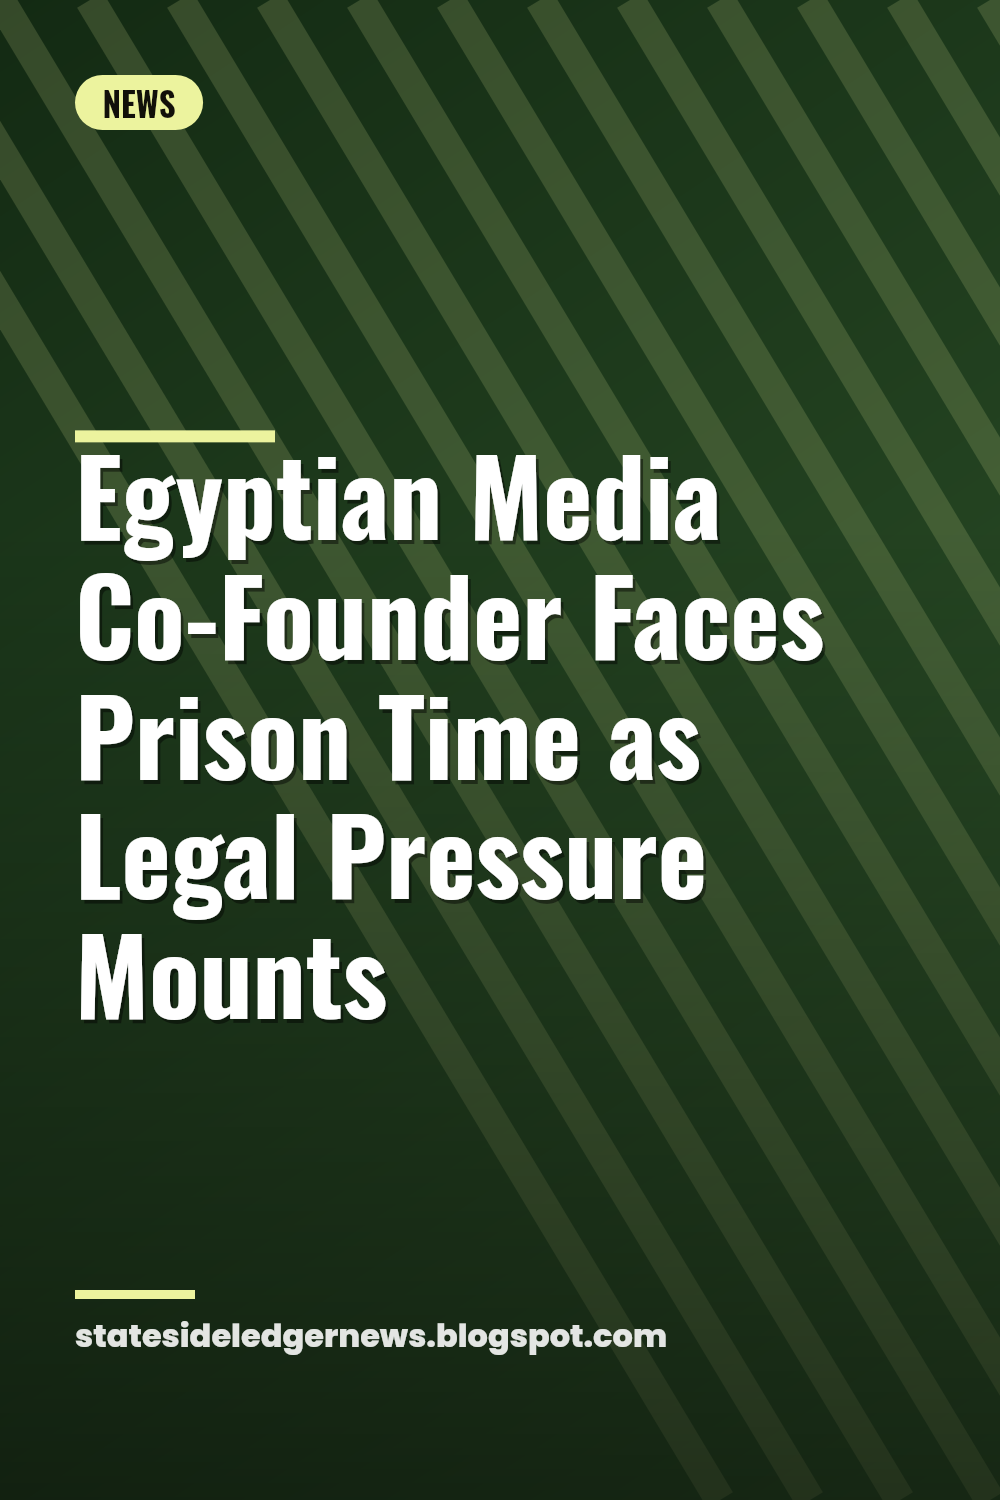 NEWS
Egyptian Media
Co-Founder Faces
Prison Time as
Legal Pressure
Mounts
statesideledgernews.blogspot.com